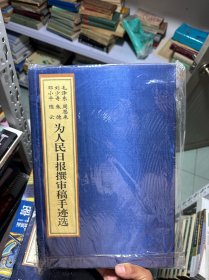 毛泽东 周恩来
刘少奇 朱德
邓小平 陈云
为人民日报撰审稿手迹选